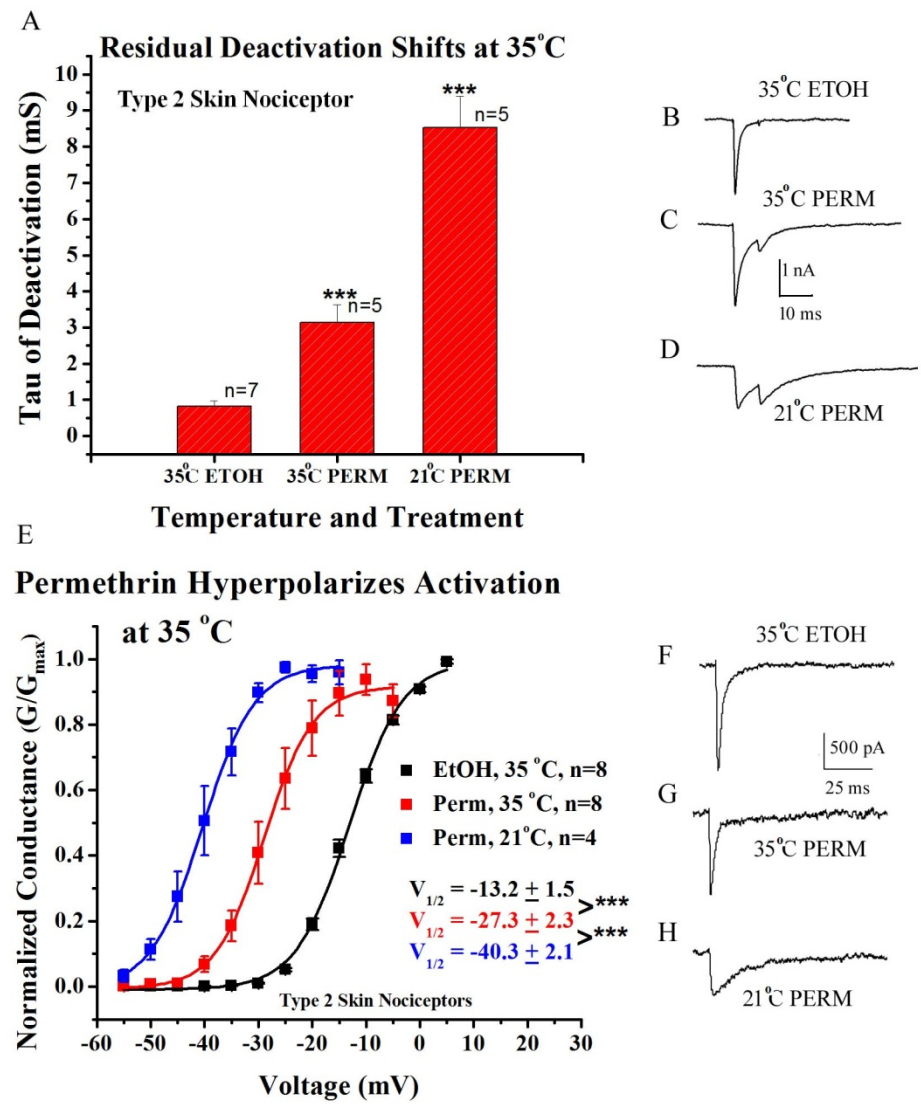 A
Residual Deactivation Shifts at 35°C
Type 2 Skin Nociceptor
Tau of Deactivation (mS)
10
9
8
7
6
5
4
3
2
1
0
n=7
*** n=5
*** n=5
35°C ETOH
35°C PERM
21°C PERM
Temperature and Treatment
B
35°C ETOH
C
35°C PERM
1 nA
10 ms
D
21°C PERM
E
Permethrin Hyperpolarizes Activation
at 35 °C
Normalized Conductance (G/Gmax)
1.0
0.8
0.6
0.4
0.2
0.0
EtOH, 35 °C, n=8
Perm, 35 °C, n=8
Perm, 21°C, n=4
V1/2 = -13.2 ± 1.5
>***
V1/2 = -27.3 ± 2.3
>***
V1/2 = -40.3 ± 2.1
Type 2 Skin Nociceptors
-60 -50 -40 -30 -20 -10 0 10 20 30
Voltage (mV)
F
35°C ETOH
500 pA
25 ms
G
35°C PERM
H
21°C PERM